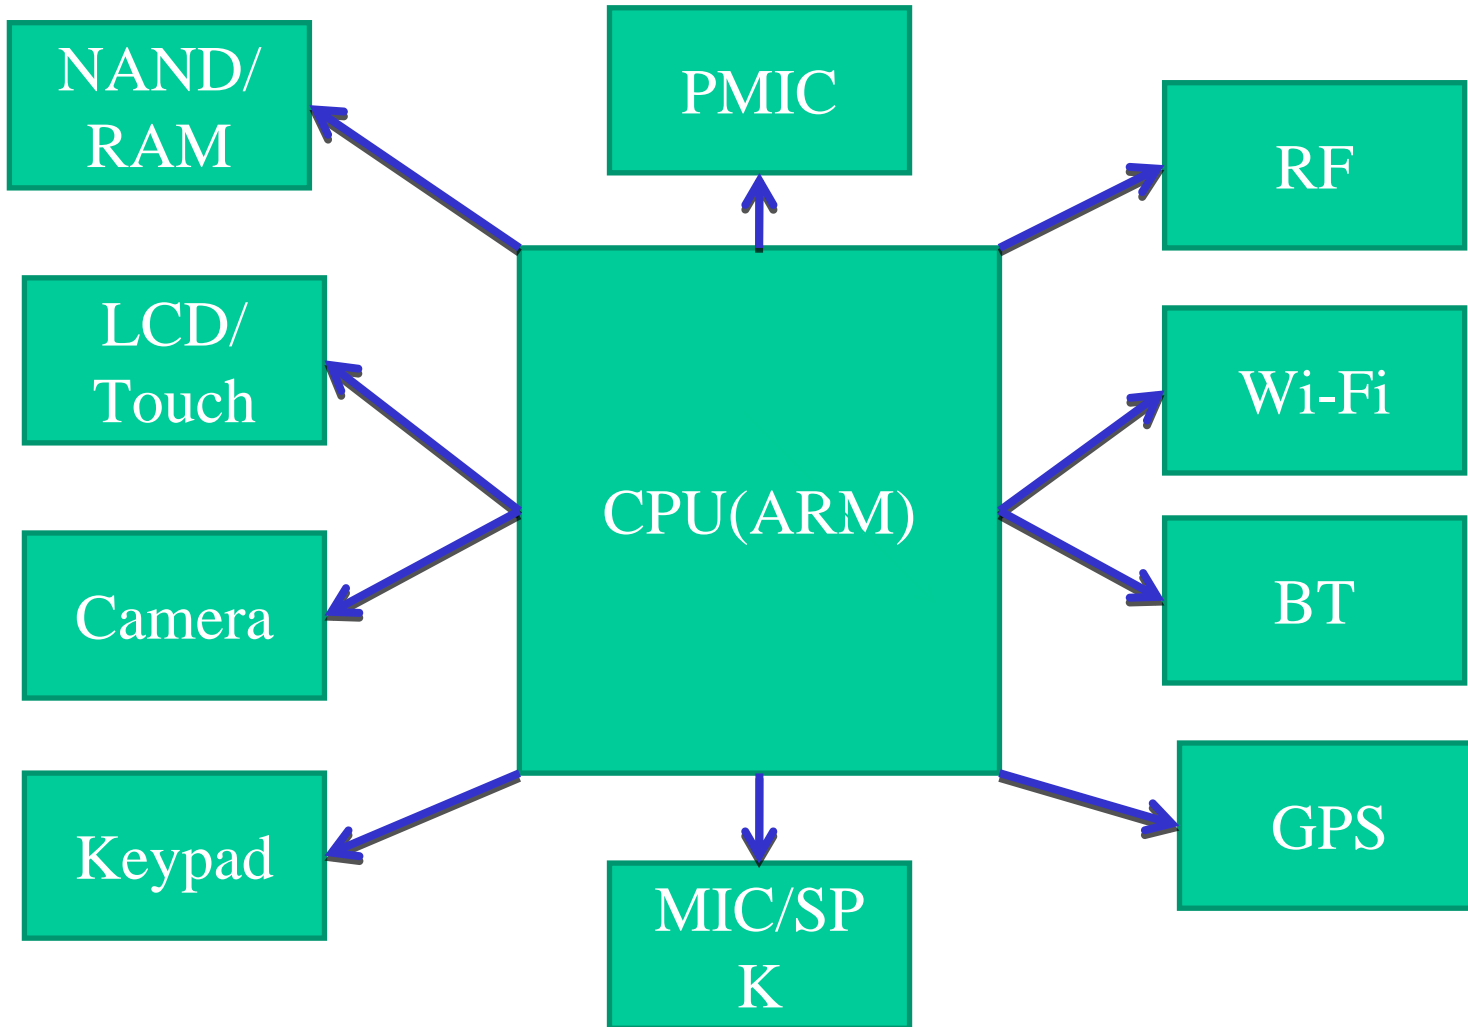 NAND/
RAM
PMIC
RF
LCD/
Touch
Wi-Fi
CPU(ARM)
Camera
BT
Keypad
GPS
MIC/SP
K